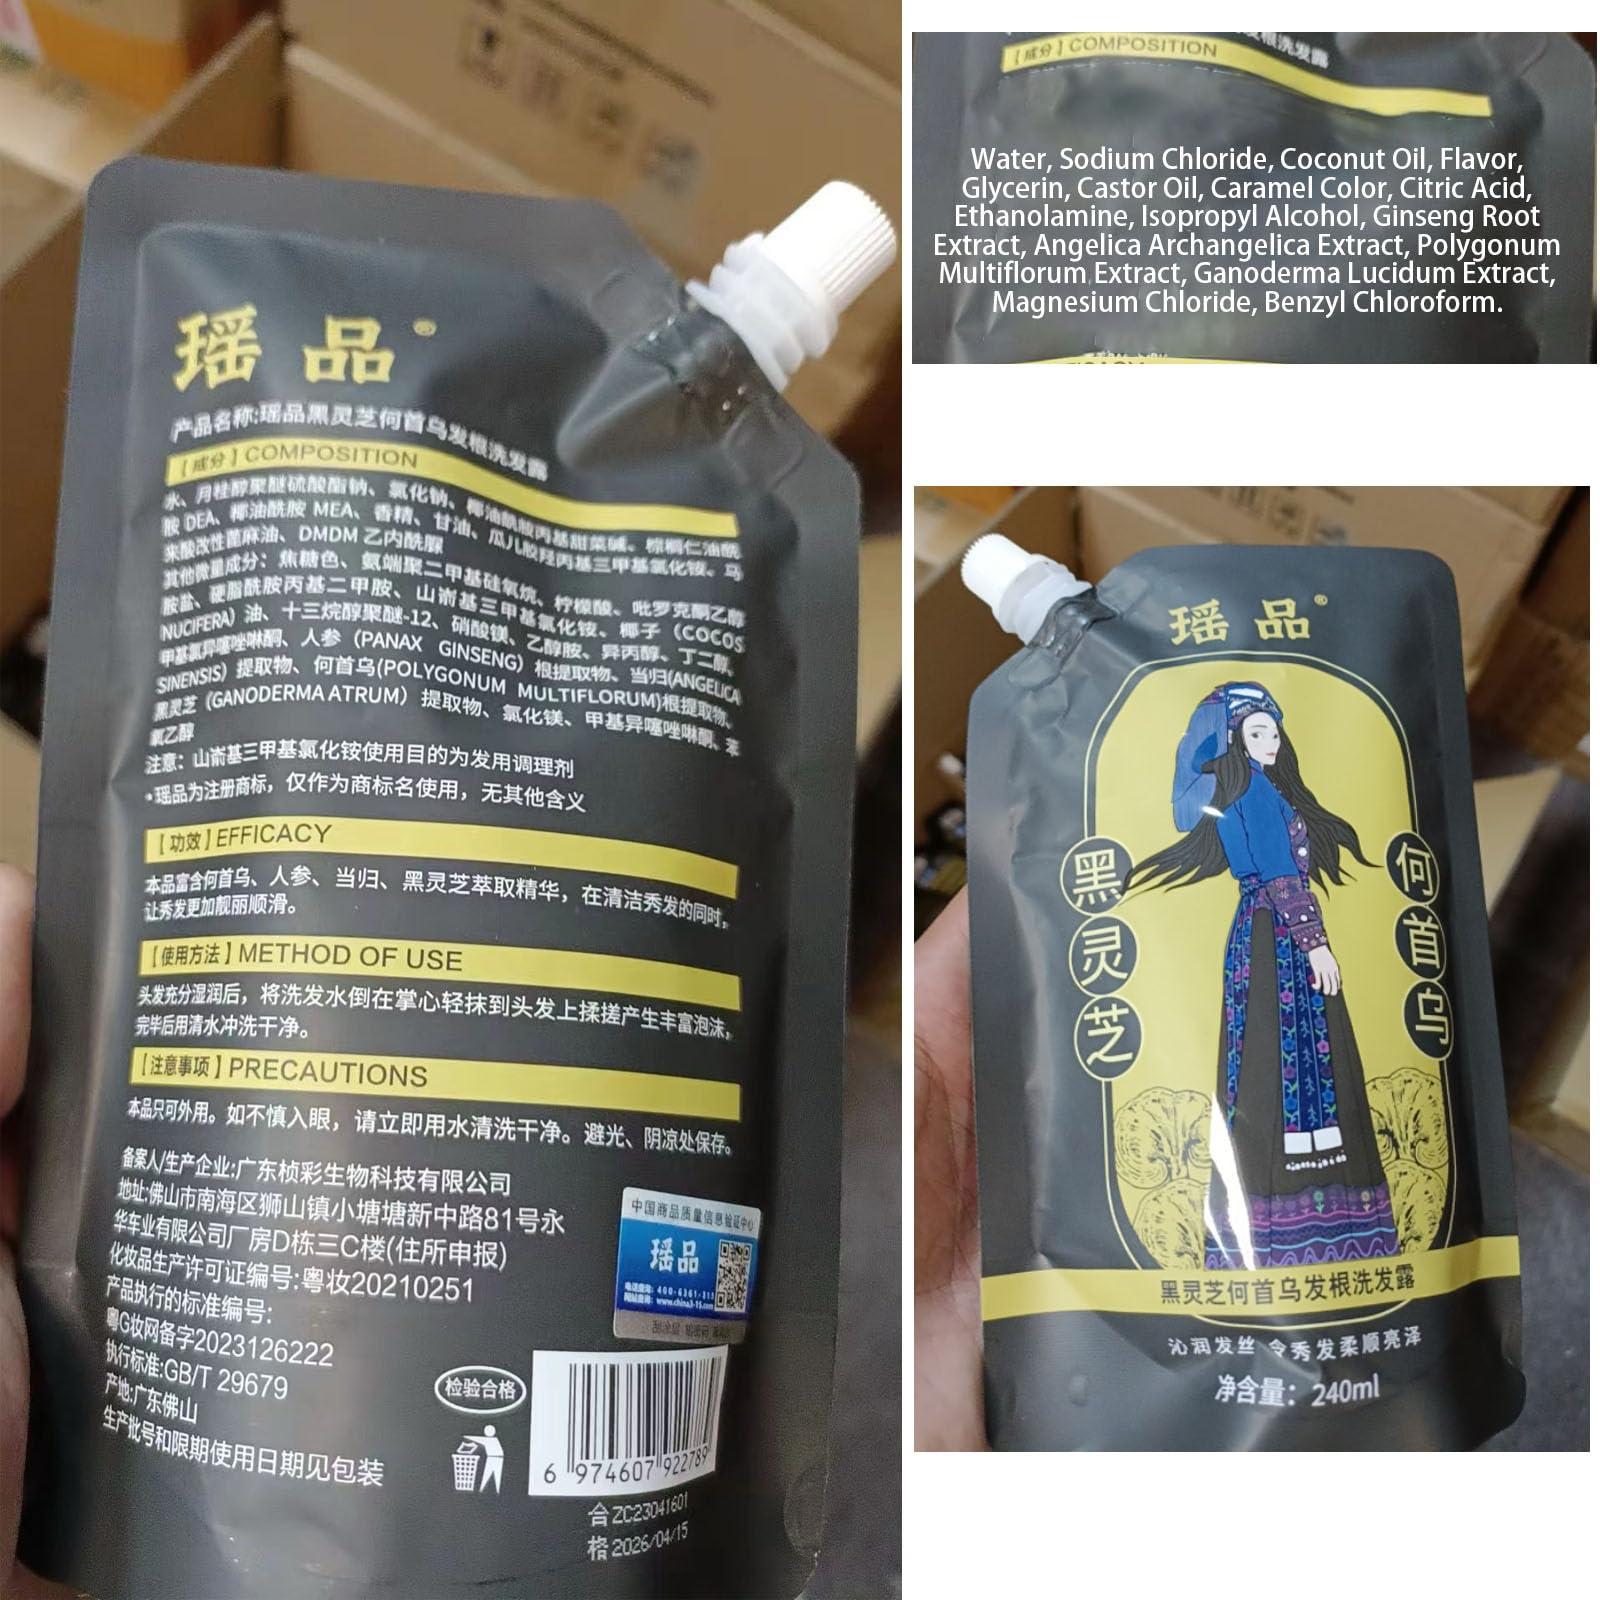 瑶品®
产品名称:瑶品黑灵芝何首乌发根洗发露
【成分】COMPOSITION
水、月桂醇聚醚硫酸酯钠、氯化钠、椰油酰胺丙基甜菜碱、棕榈仁油酰
胺 DEA、椰油酰胺 MEA、香精、甘油、瓜儿胶羟丙基三甲基氯化铵、马
来酸改性蓖麻油、DMDM 乙内酰脲
其他微量成分：焦糖色、氨端聚二甲基硅氧烷、柠檬酸、吡罗克酮乙醇
胺盐、硬脂酰胺丙基二甲胺、山嵛基三甲基氯化铵、椰子（COCOS
NUCIFERA）油、十三烷醇聚醚-12、硝酸镁、乙醇胺、异丙醇、丁二醇、
甲基氯异噻唑啉酮、人参（PANAX GINSENG）根提取物、当归(ANGELICA
SINENSIS）提取物、何首乌(POLYGONUM MULTIFLORUM)根提取物、
黑灵芝（GANODERMA ATRUM）提取物、氯化镁、甲基异噻唑啉酮、苯
氧乙醇
注意：山嵛基三甲基氯化铵使用目的为发用调理剂
•瑶品为注册商标，仅作为商标名使用，无其他含义
【功效】EFFICACY
本品富含何首乌、人参、当归、黑灵芝萃取精华，在清洁秀发的同时，
让秀发更加靓丽顺滑。
【使用方法】METHOD OF USE
头发充分湿润后，将洗发水倒在掌心轻抹到头发上揉搓产生丰富泡沫，
完毕后用清水冲洗干净。
【注意事项】PRECAUTIONS
本品只可外用。如不慎入眼，请立即用水清洗干净。避光、阴凉处保存。
备案人/生产企业:广东桢彩生物科技有限公司
地址:佛山市南海区狮山镇小塘塘新中路81号永
华车业有限公司厂房D栋三C楼(住所申报)
化妆品生产许可证编号:粤妆20210251
产品执行的标准编号:
粤G妆网备字2023126222
执行标准:GB/T 29679
产地:广东佛山
生产批号和限期使用日期见包装
中国商品质量信息验证中心
瑶品
检验合格
6 974607 922789
合 ZC23041601
格 2026/04/15
【成分】COMPOSITION
Water, Sodium Chloride, Coconut Oil, Flavor,
Glycerin, Castor Oil, Caramel Color, Citric Acid,
Ethanolamine, Isopropyl Alcohol, Ginseng Root
Extract, Angelica Archangelica Extract, Polygonum
Multiflorum Extract, Ganoderma Lucidum Extract,
Magnesium Chloride, Benzyl Chloroform.
瑶品®
黑灵芝
何首乌
黑灵芝何首乌发根洗发露
沁润发丝 令秀发柔顺亮泽
净含量：240ml